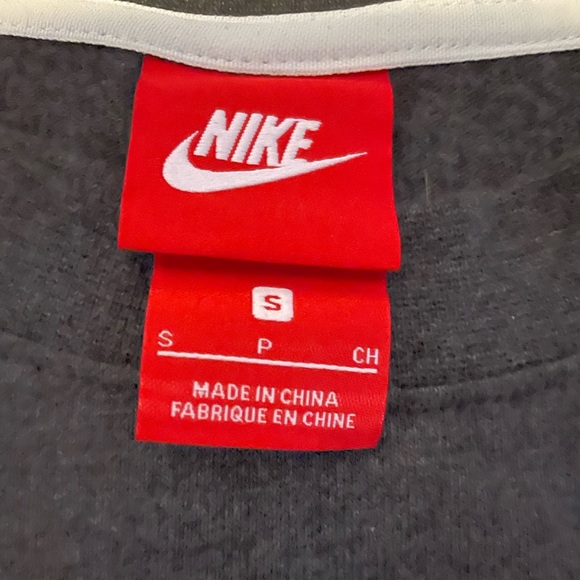 NIKE
S
S P CH
MADE IN CHINA
FABRIQUE EN CHINE